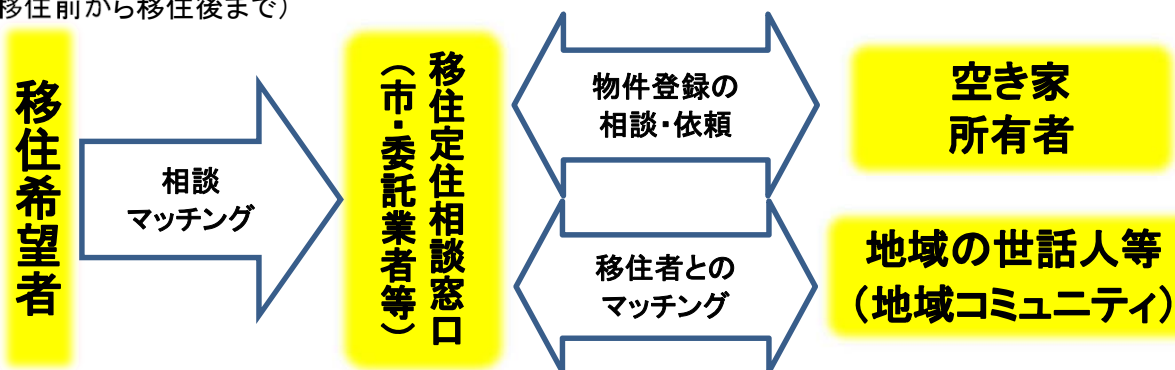 移住前から移住後まで）
移住希望者
相談
マッチング
移住定住相談窓口
（市・委託業者等）
物件登録の
相談・依頼
空き家
所有者
移住者との
マッチング
地域の世話人等
（地域コミュニティ）